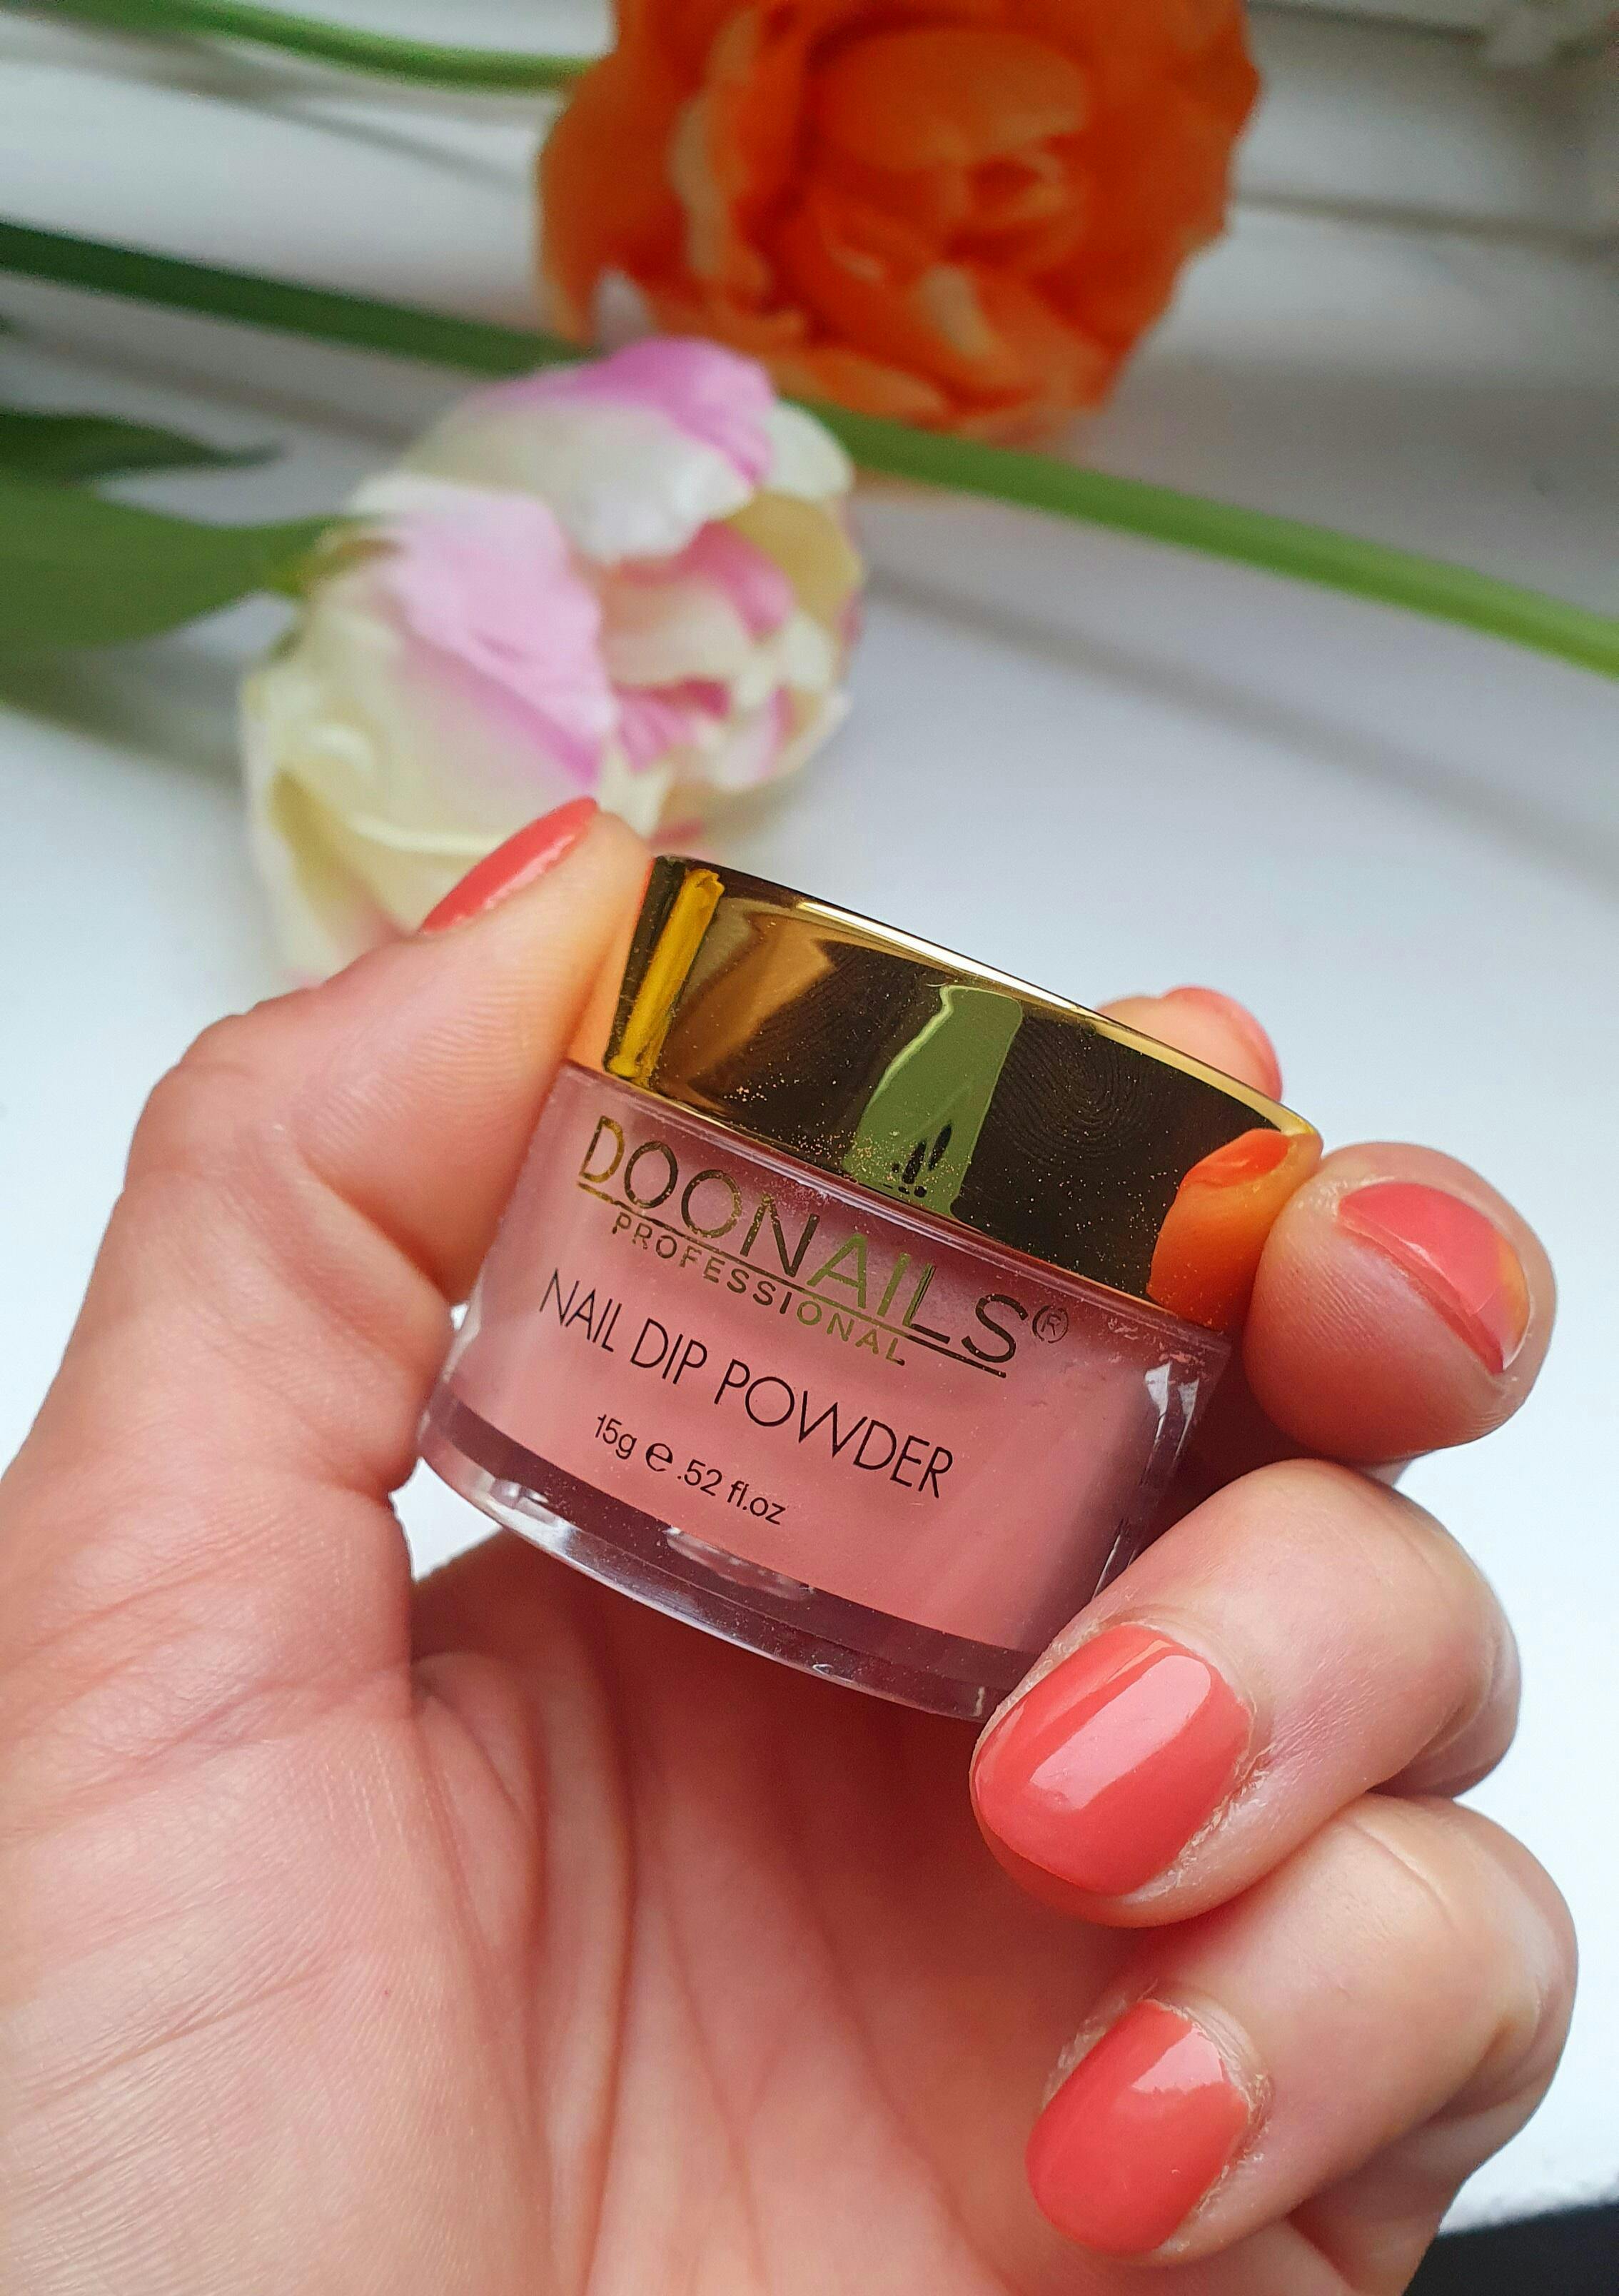 DOONAILS®
PROFESSIONAL
NAIL DIP POWDER
15g ℮ .52 fl.oz